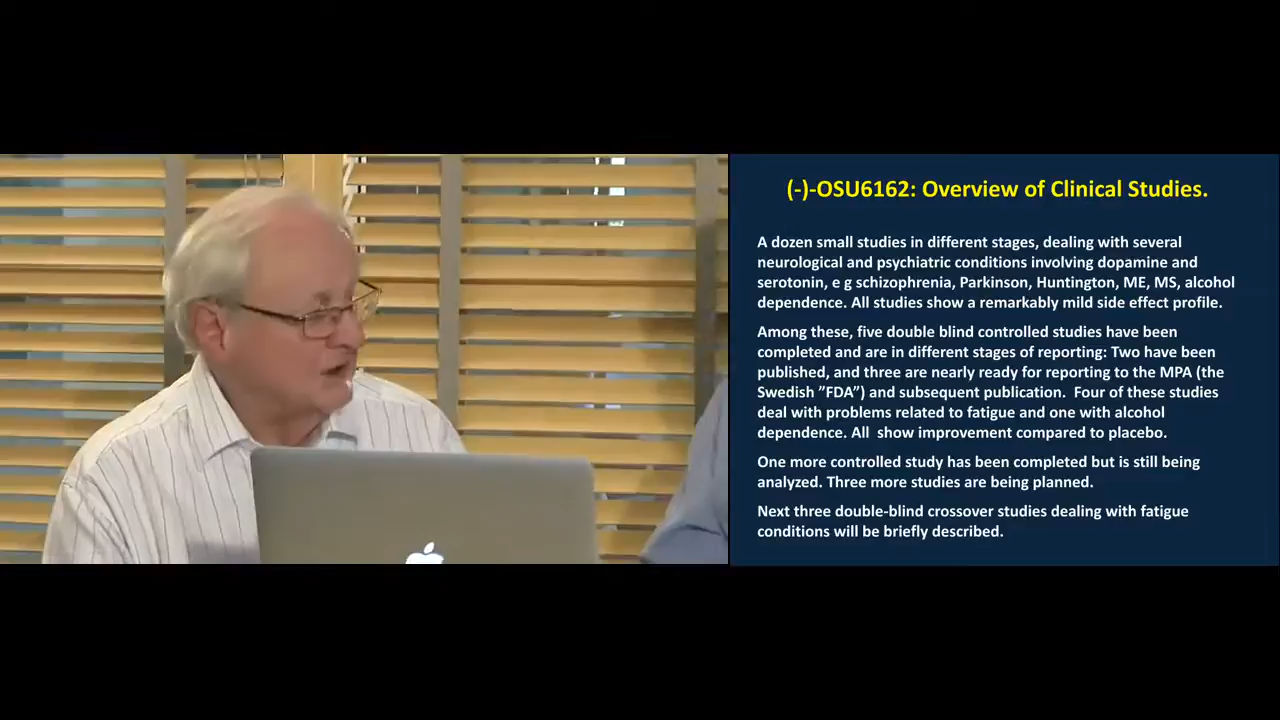 (-)-OSU6162: Overview of Clinical Studies.
A dozen small studies in different stages, dealing with several
neurological and psychiatric conditions involving dopamine and
serotonin, e g schizophrenia, Parkinson, Huntington, ME, MS, alcohol
dependence. All studies show a remarkably mild side effect profile.
Among these, five double blind controlled studies have been
completed and are in different stages of reporting: Two have been
published, and three are nearly ready for reporting to the MPA (the
Swedish ”FDA”) and subsequent publication.  Four of these studies
deal with problems related to fatigue and one with alcohol
dependence. All  show improvement compared to placebo.
One more controlled study has been completed but is still being
analyzed. Three more studies are being planned.
Next three double-blind crossover studies dealing with fatigue
conditions will be briefly described.